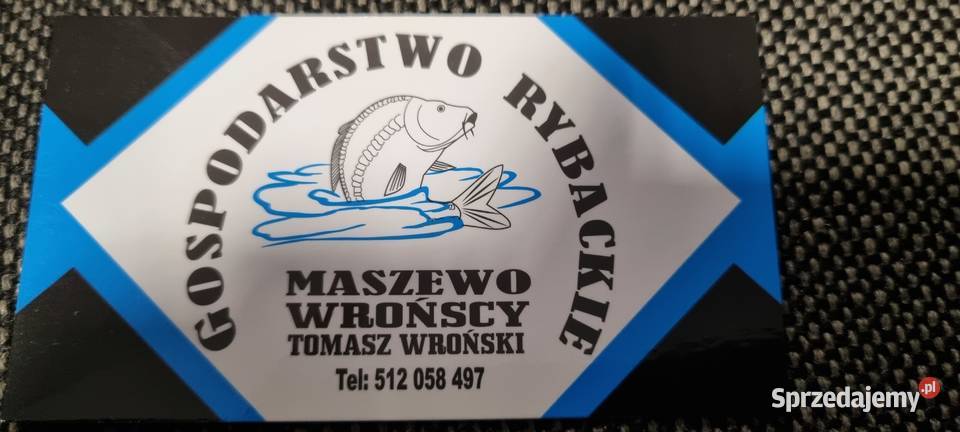 GOSPODARSTWO RYBACKIE
MASZEWO
WROŃSCY
TOMASZ WROŃSKI
Tel: 512 058 497
Sprzedajemy.pl